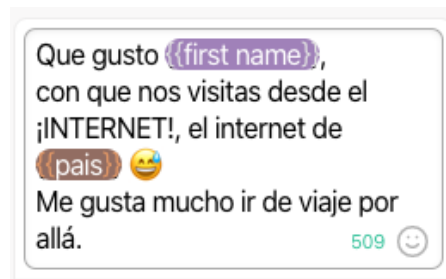 Que gusto {{first name}},
con que nos visitas desde el
¡INTERNET!, el internet de
{{pais}} 😅
Me gusta mucho ir de viaje por
allá.
509